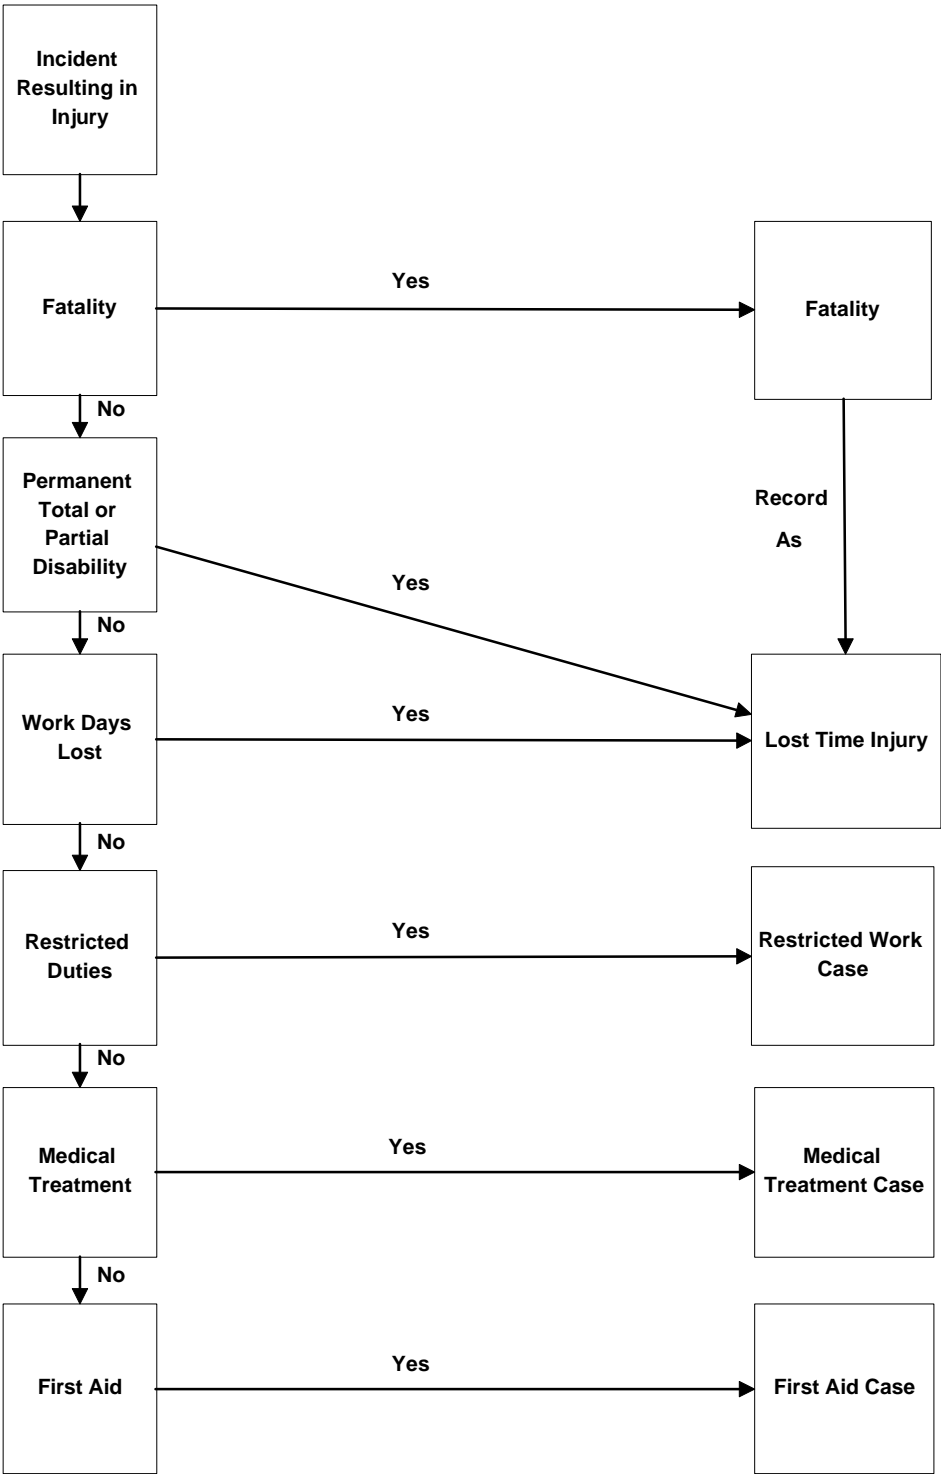 Incident
Resulting in
Injury
Yes
Fatality
Fatality
No
Permanent
Total or
Partial
Disability
Record
As
Yes
No
Work Days
Lost
Yes
Lost Time Injury
No
Restricted
Duties
Yes
Restricted Work
Case
No
Medical
Treatment
Yes
Medical
Treatment Case
No
First Aid
Yes
First Aid Case